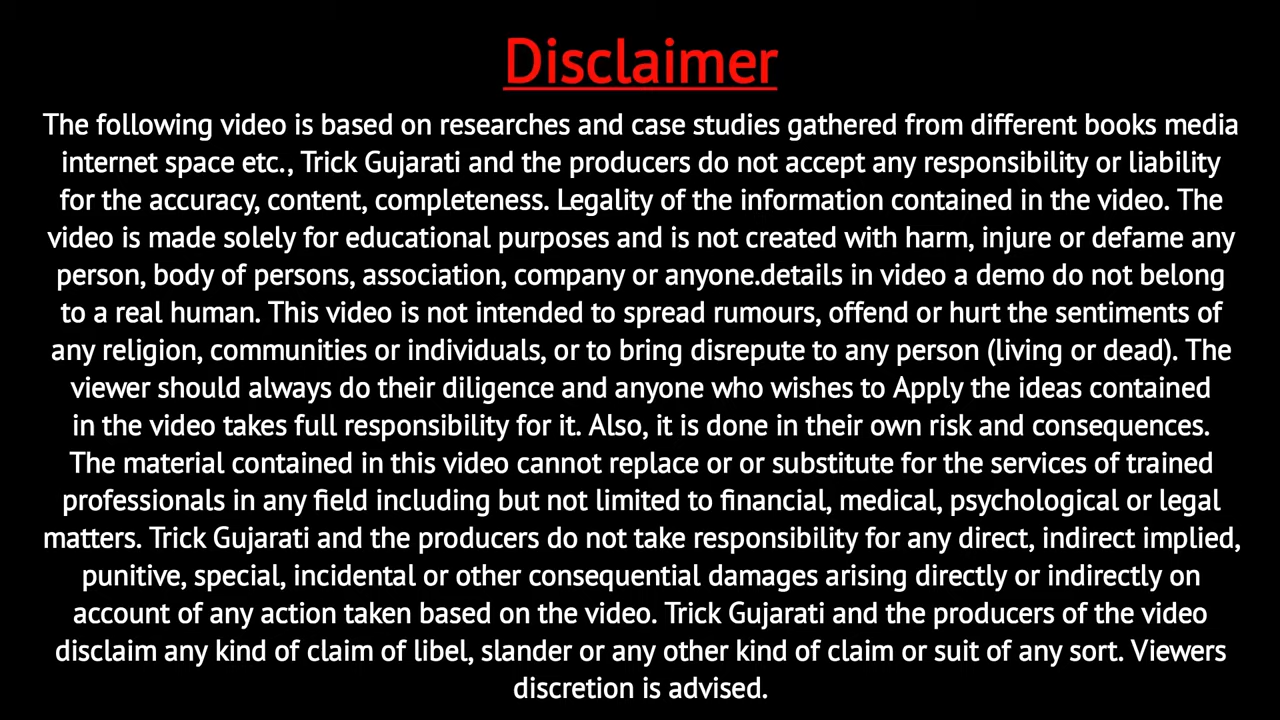 Disclaimer
The following video is based on researches and case studies gathered from different books media
internet space etc., Trick Gujarati and the producers do not accept any responsibility or liability
for the accuracy, content, completeness. Legality of the information contained in the video. The
video is made solely for educational purposes and is not created with harm, injure or defame any
person, body of persons, association, company or anyone.details in video a demo do not belong
to a real human. This video is not intended to spread rumours, offend or hurt the sentiments of
any religion, communities or individuals, or to bring disrepute to any person (living or dead). The
viewer should always do their diligence and anyone who wishes to Apply the ideas contained
in the video takes full responsibility for it. Also, it is done in their own risk and consequences.
The material contained in this video cannot replace or or substitute for the services of trained
professionals in any field including but not limited to financial, medical, psychological or legal
matters. Trick Gujarati and the producers do not take responsibility for any direct, indirect implied,
punitive, special, incidental or other consequential damages arising directly or indirectly on
account of any action taken based on the video. Trick Gujarati and the producers of the video
disclaim any kind of claim of libel, slander or any other kind of claim or suit of any sort. Viewers
discretion is advised.